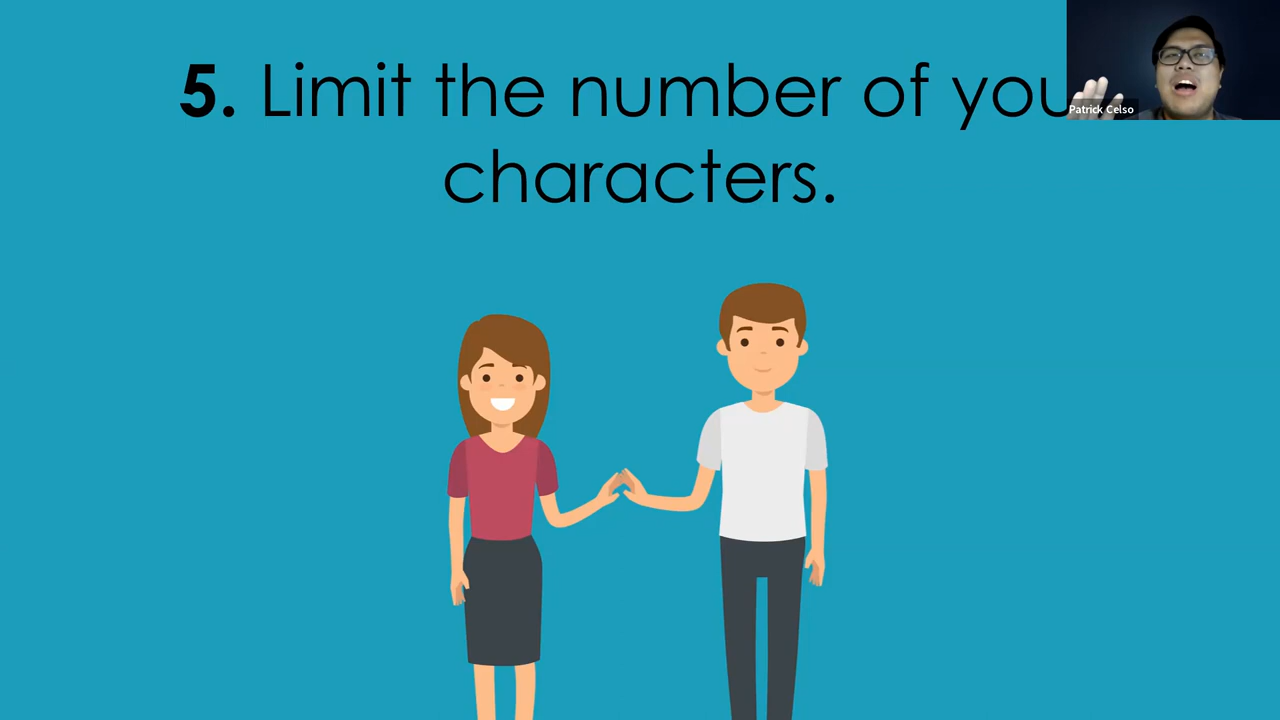 5. Limit the number of you
characters.
Patrick Celso